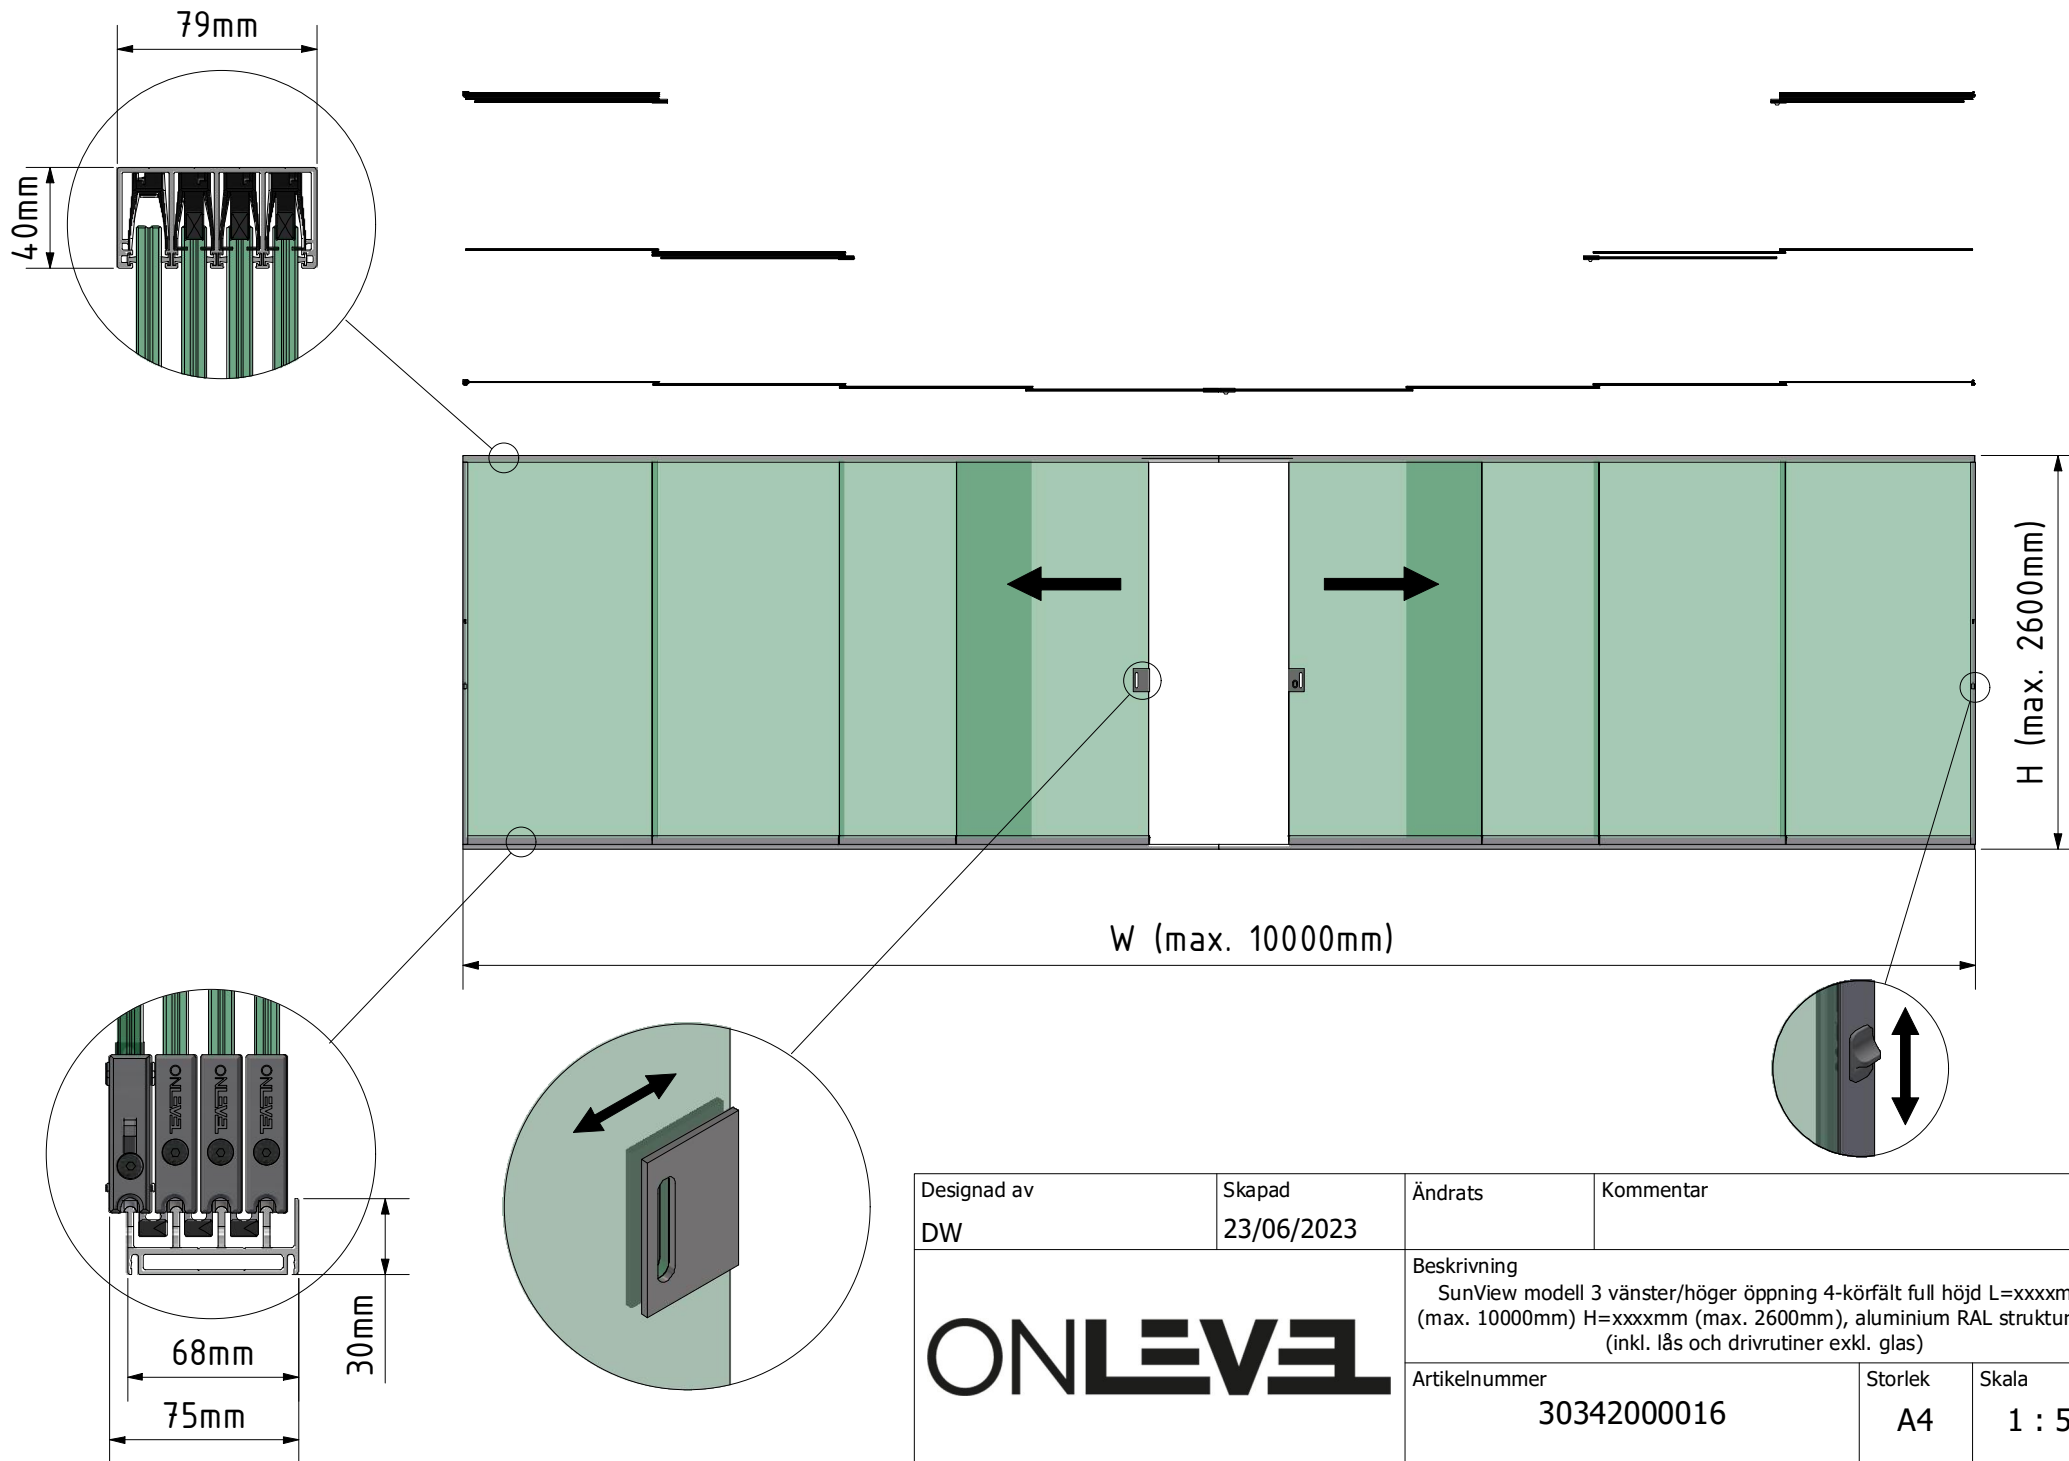 79mm
40mm
H (max. 2600mm)
W (max. 10000mm)
ONLEVEL
ONLEVEL
ONLEVEL
30mm
68mm
75mm
Designad av
DW
Skapad
23/06/2023
Ändrats
Kommentar
ONLEVEL
Beskrivning
SunView modell 3 vänster/höger öppning 4-körfält full höjd L=xxxxm
(max. 10000mm) H=xxxxmm (max. 2600mm), aluminium RAL struktur
(inkl. lås och drivrutiner exkl. glas)
Artikelnummer
30342000016
Storlek
A4
Skala
1 : 5